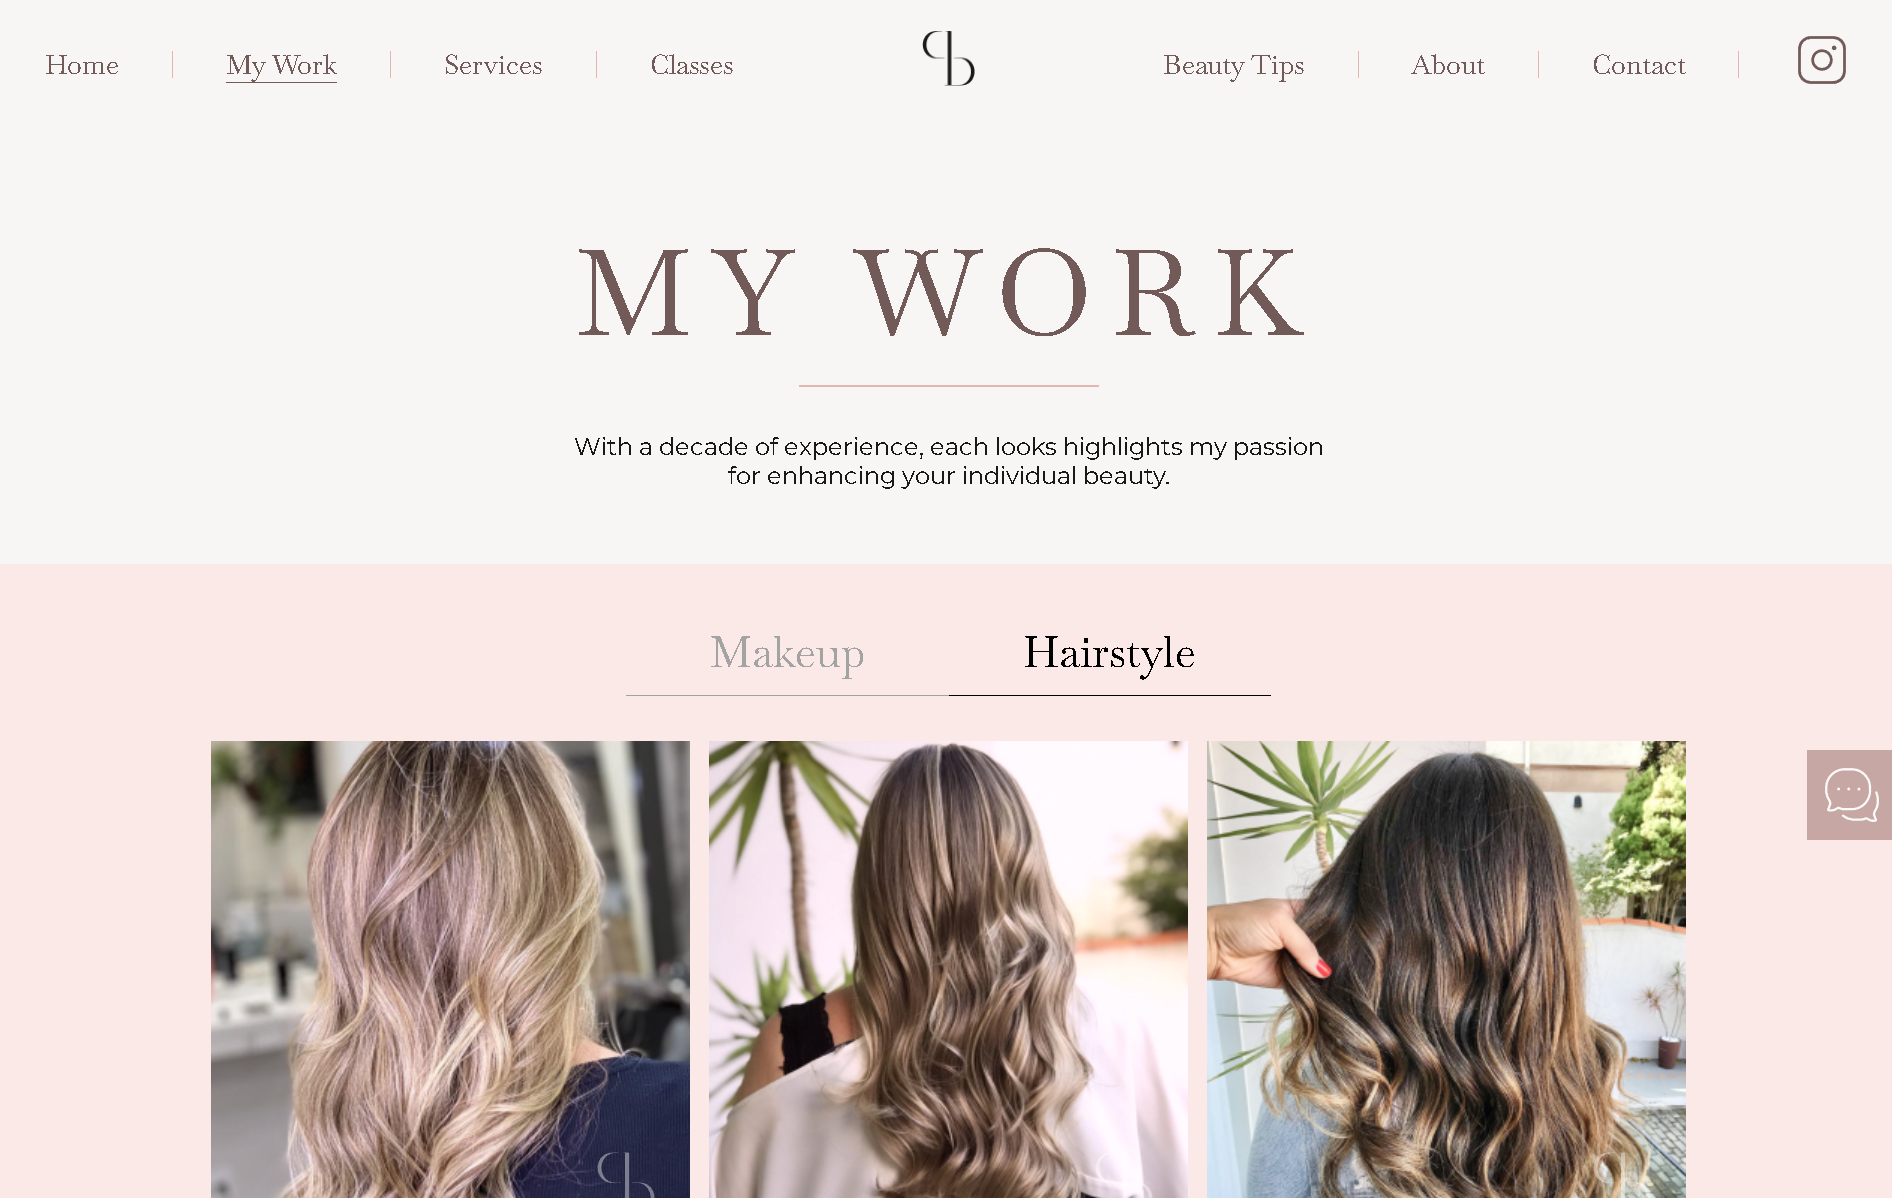 Home
My Work
Services
Classes
Beauty Tips
About
Contact
MY WORK
With a decade of experience, each looks highlights my passion
for enhancing your individual beauty.
Makeup
Hairstyle